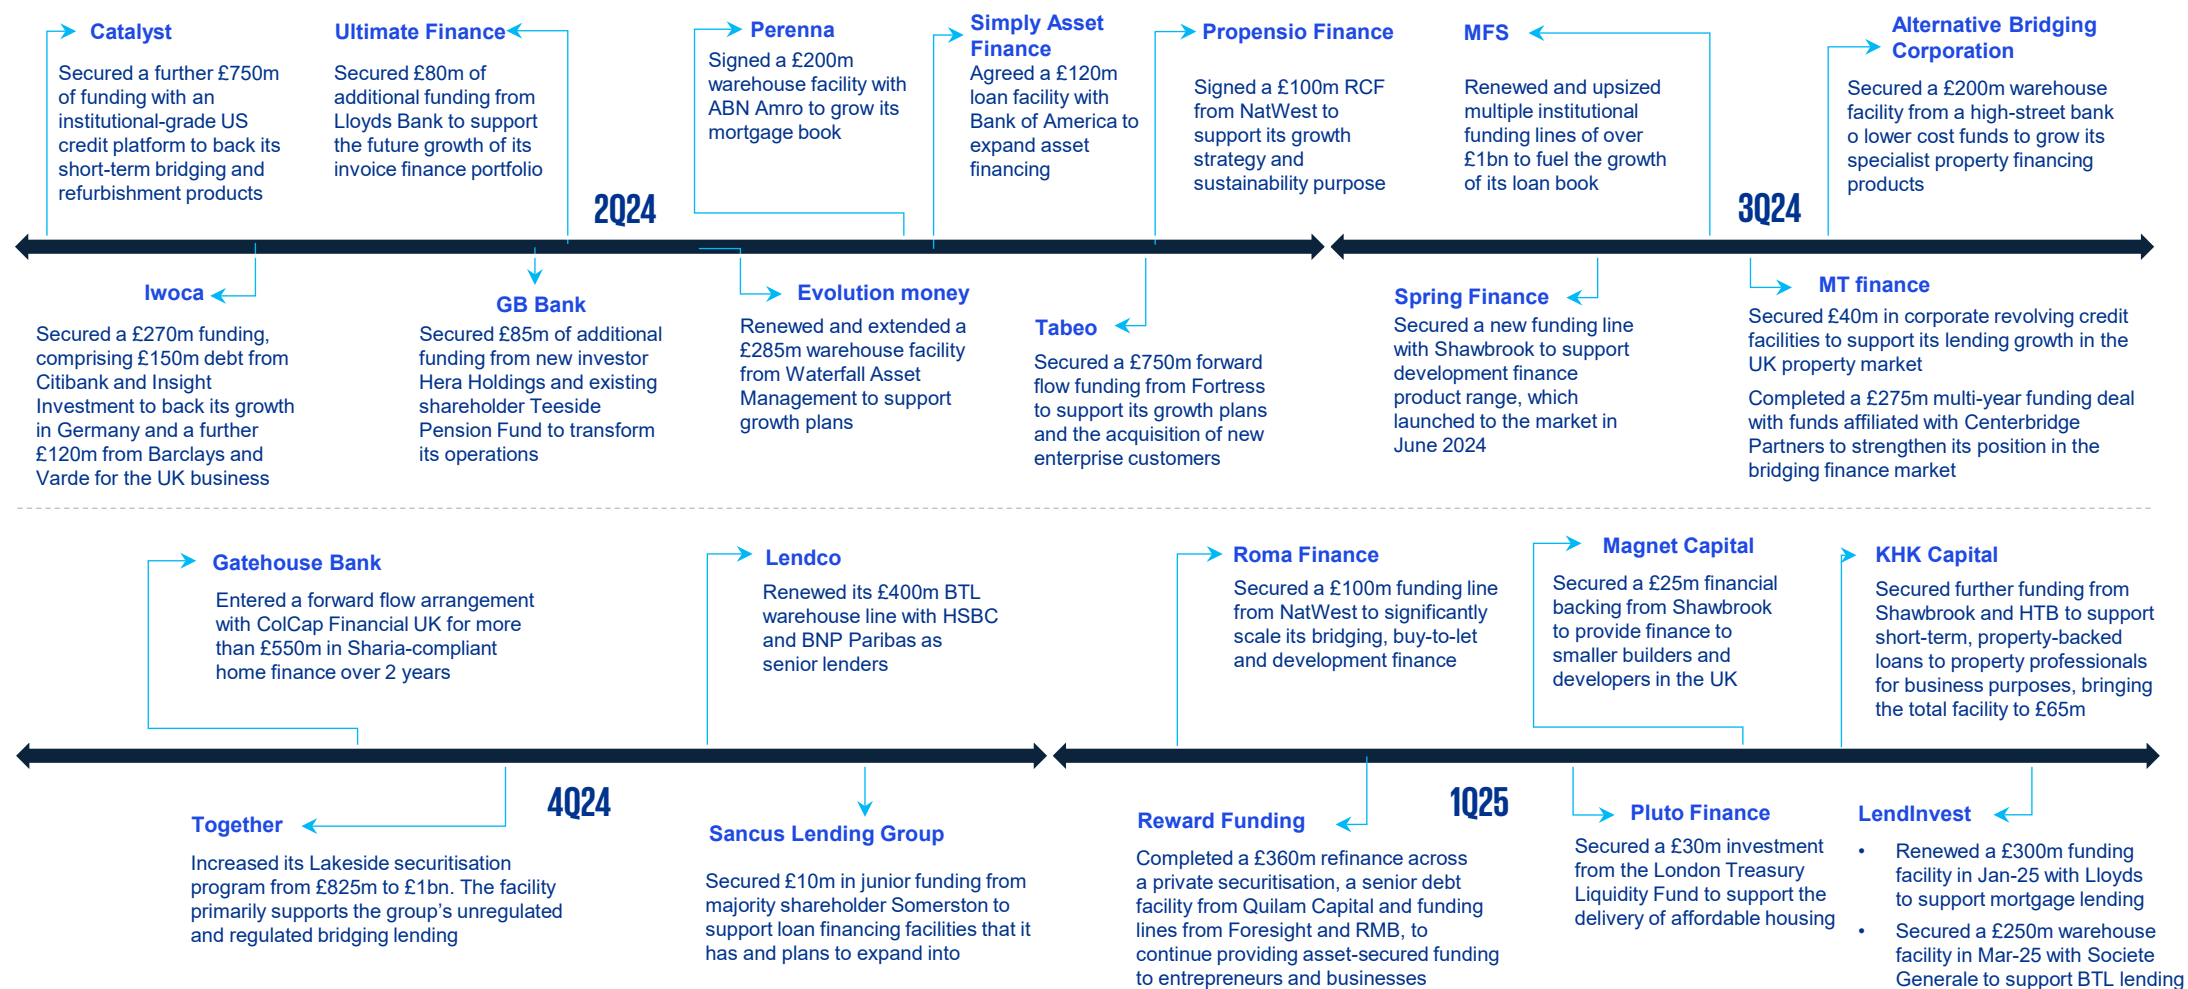 Catalyst
Secured a further £750m
of funding with an
institutional-grade US
credit platform to back its
short-term bridging and
refurbishment products
Ultimate Finance
Secured £80m of
additional funding from
Lloyds Bank to support
the future growth of its
invoice finance portfolio
2Q24
Perenna
Signed a £200m
warehouse facility with
ABN Amro to grow its
mortgage book
Simply Asset
Finance
Agreed a £120m
loan facility with
Bank of America to
expand asset
financing
Propensio Finance
Signed a £100m RCF
from NatWest to
support its growth
strategy and
sustainability purpose
MFS
Renewed and upsized
multiple institutional
funding lines of over
£1bn to fuel the growth
of its loan book
3Q24
Alternative Bridging
Corporation
Secured a £200m warehouse
facility from a high-street bank
o lower cost funds to grow its
specialist property financing
products
Iwoca
Secured a £270m funding,
comprising £150m debt from
Citibank and Insight
Investment to back its growth
in Germany and a further
£120m from Barclays and
Varde for the UK business
GB Bank
Secured £85m of additional
funding from new investor
Hera Holdings and existing
shareholder Teeside
Pension Fund to transform
its operations
Evolution money
Renewed and extended a
£285m warehouse facility
from Waterfall Asset
Management to support
growth plans
Tabeo
Secured a £750m forward
flow funding from Fortress
to support its growth plans
and the acquisition of new
enterprise customers
Spring Finance
Secured a new funding line
with Shawbrook to support
development finance
product range, which
launched to the market in
June 2024
MT finance
Secured £40m in corporate revolving credit
facilities to support its lending growth in the
UK property market
Completed a £275m multi-year funding deal
with funds affiliated with Centerbridge
Partners to strengthen its position in the
bridging finance market
Gatehouse Bank
Entered a forward flow arrangement
with ColCap Financial UK for more
than £550m in Sharia-compliant
home finance over 2 years
Lendco
Renewed its £400m BTL
warehouse line with HSBC
and BNP Paribas as
senior lenders
Roma Finance
Secured a £100m funding line
from NatWest to significantly
scale its bridging, buy-to-let
and development finance
Magnet Capital
Secured a £25m financial
backing from Shawbrook
to provide finance to
smaller builders and
developers in the UK
KHK Capital
Secured further funding from
Shawbrook and HTB to support
short-term, property-backed
loans to property professionals
for business purposes, bringing
the total facility to £65m
Together
Increased its Lakeside securitisation
program from £825m to £1bn. The facility
primarily supports the group’s unregulated
and regulated bridging lending
4Q24
Sancus Lending Group
Secured £10m in junior funding from
majority shareholder Somerston to
support loan financing facilities that it
has and plans to expand into
Reward Funding
Completed a £360m refinance across
a private securitisation, a senior debt
facility from Quilam Capital and funding
lines from Foresight and RMB, to
continue providing asset-secured funding
to entrepreneurs and businesses
1Q25
Pluto Finance
Secured a £30m investment
from the London Treasury
Liquidity Fund to support the
delivery of affordable housing
LendInvest
• Renewed a £300m funding
facility in Jan-25 with Lloyds
to support mortgage lending
• Secured a £250m warehouse
facility in Mar-25 with Societe
Generale to support BTL lending